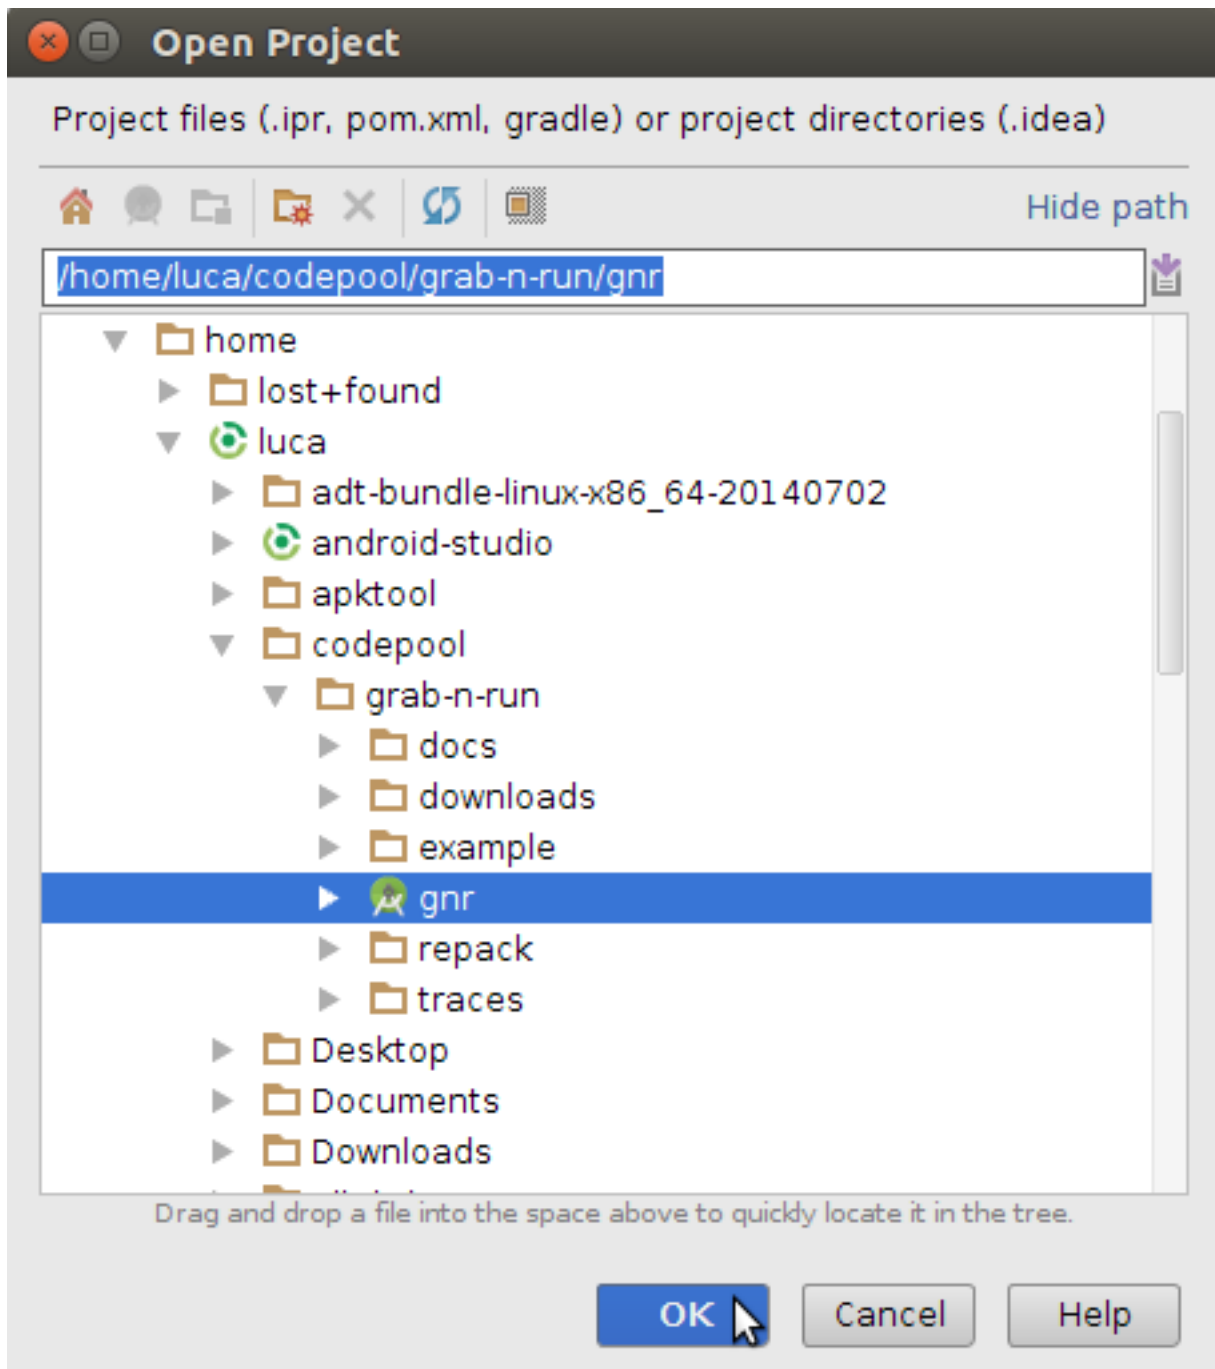 Open Project
Project files (.ipr, pom.xml, gradle) or project directories (.idea)
Hide path
/home/luca/codepool/grab-n-run/gnr
home
lost+found
luca
adt-bundle-linux-x86_64-20140702
android-studio
apktool
codepool
grab-n-run
docs
downloads
example
gnr
repack
traces
Desktop
Documents
Downloads
Drag and drop a file into the space above to quickly locate it in the tree.
OK Cancel Help